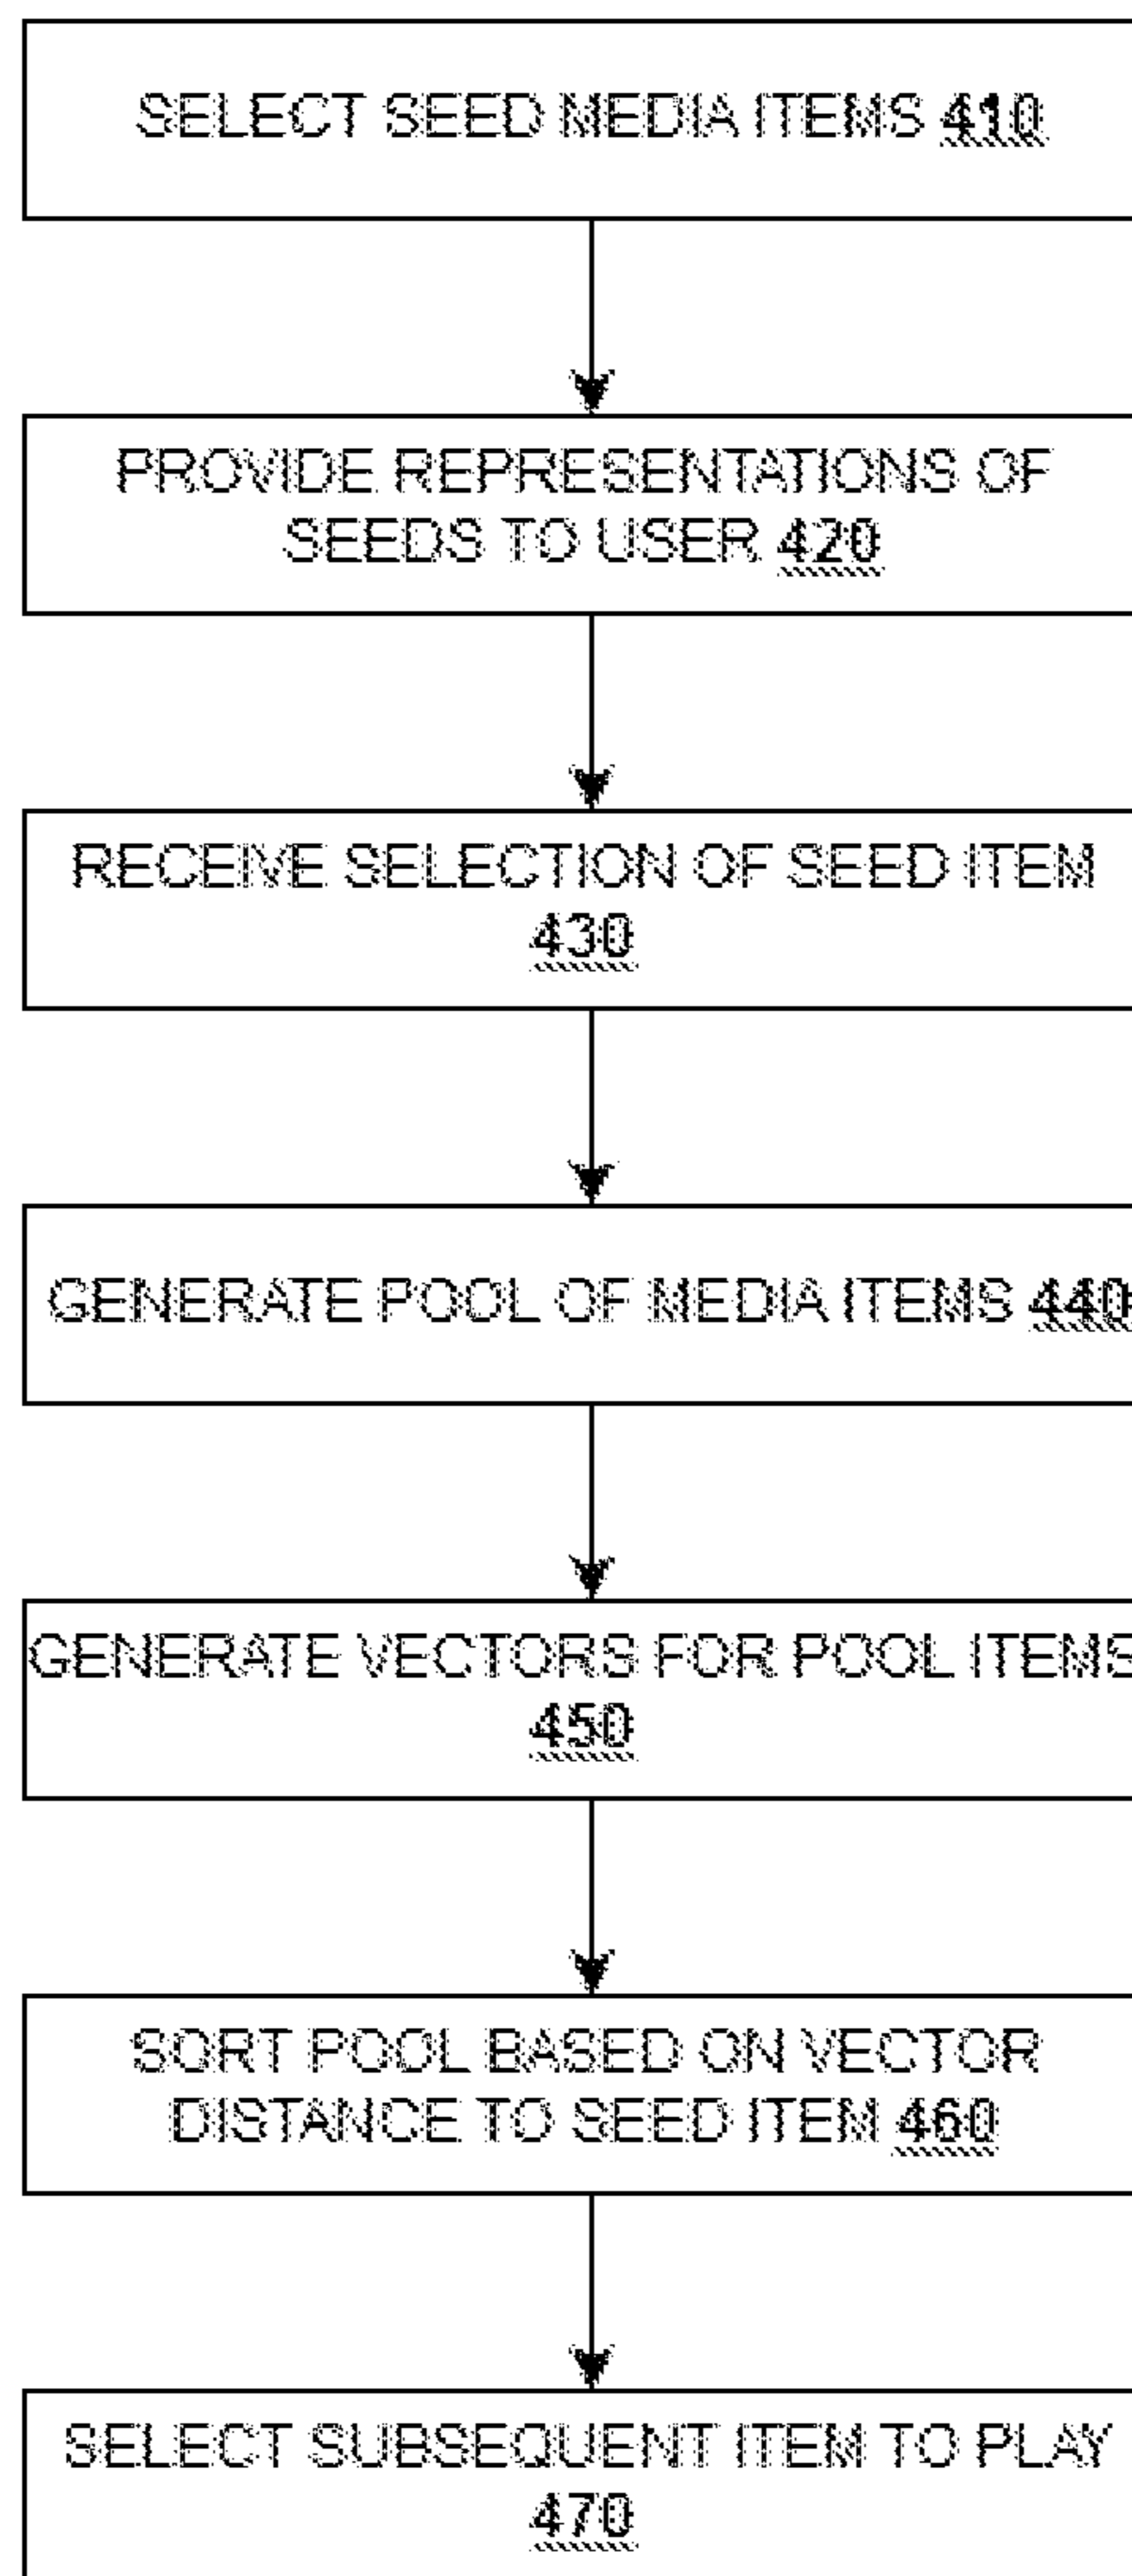 SELECT SEED MEDIA ITEMS 410
PROVIDE REPRESENTATIONS OF
SEEDS TO USER 420
RECEIVE SELECTION OF SEED ITEM
430
GENERATE POOL OF MEDIA ITEMS 440
GENERATE VECTORS FOR POOL ITEMS
450
SORT POOL BASED ON VECTOR
DISTANCE TO SEED ITEM 460
SELECT SUBSEQUENT ITEM TO PLAY
470